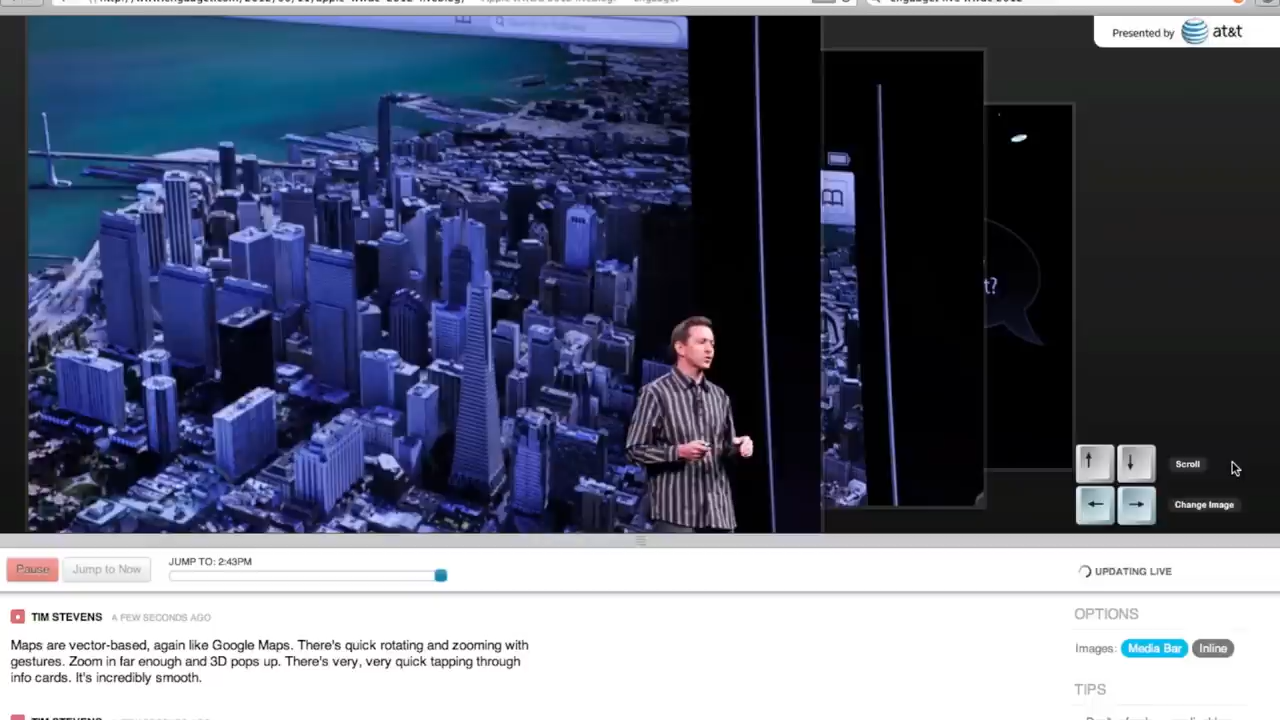 Presented by at&t
t?
Scroll
Change Image
Pause
Jump to Now
JUMP TO: 2:43PM
UPDATING LIVE
TIM STEVENS A FEW SECONDS AGO
Maps are vector-based, again like Google Maps. There's quick rotating and zooming with
gestures. Zoom in far enough and 3D pops up. There's very, very quick tapping through
info cards. It's incredibly smooth.
OPTIONS
Images: Media Bar Inline
TIPS
TIM STEVENS